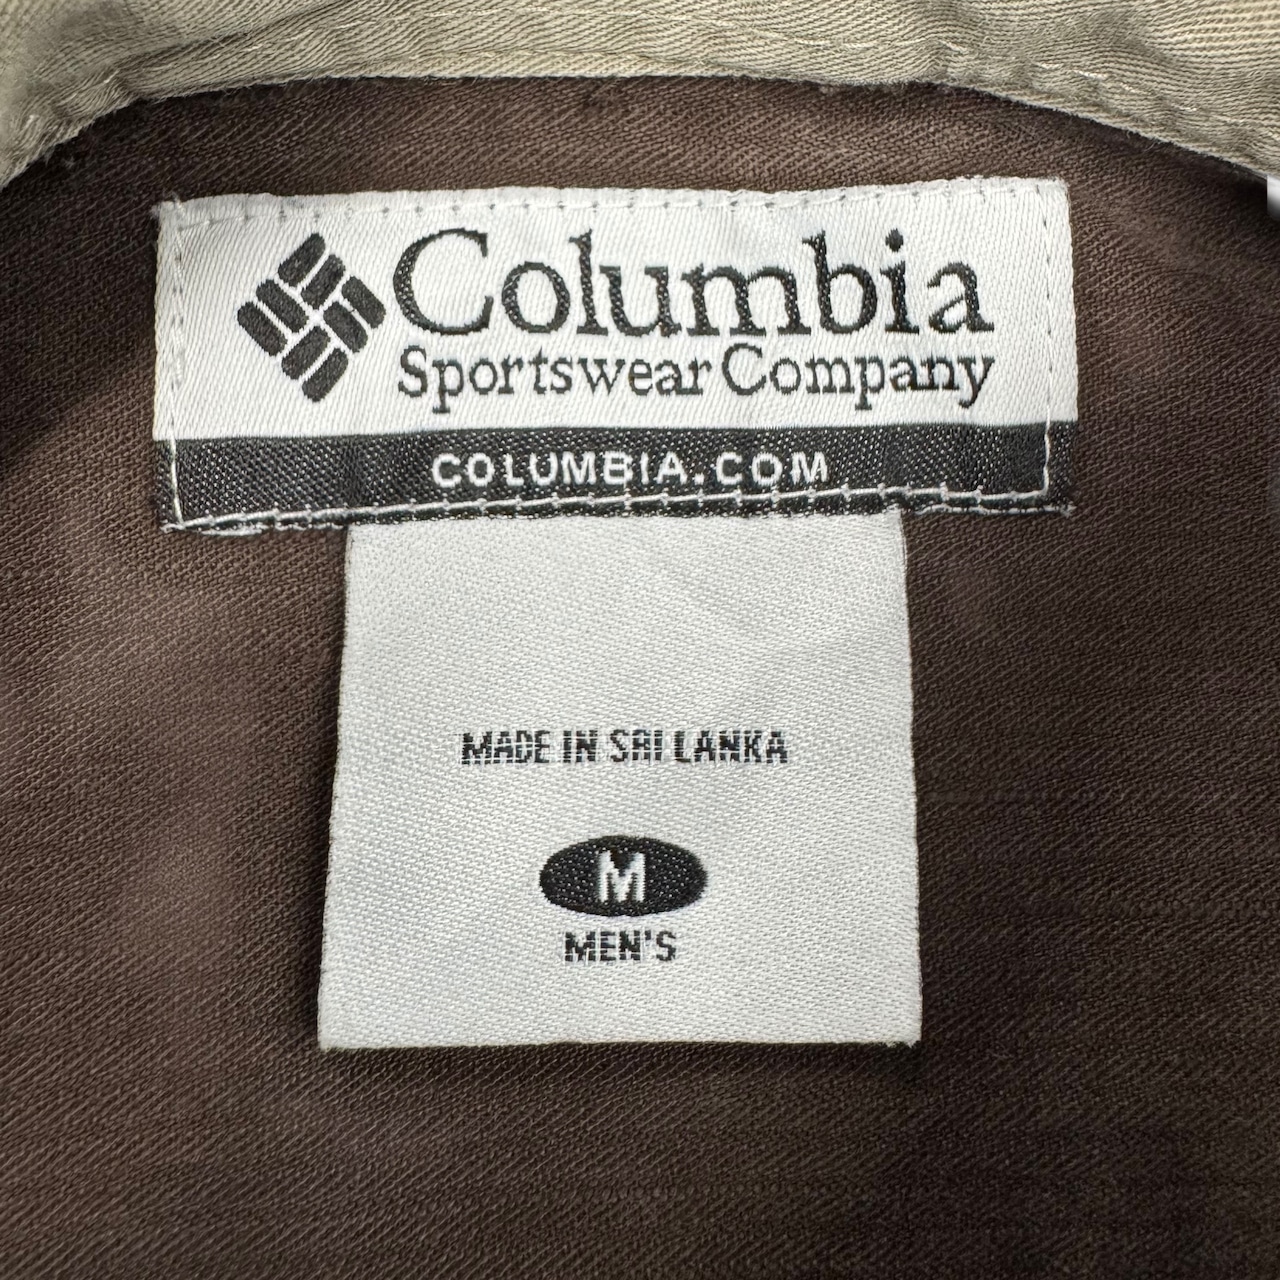 Columbia
Sportswear Company
COLUMBIA.COM
MADE IN SRI LANKA
M
MEN'S